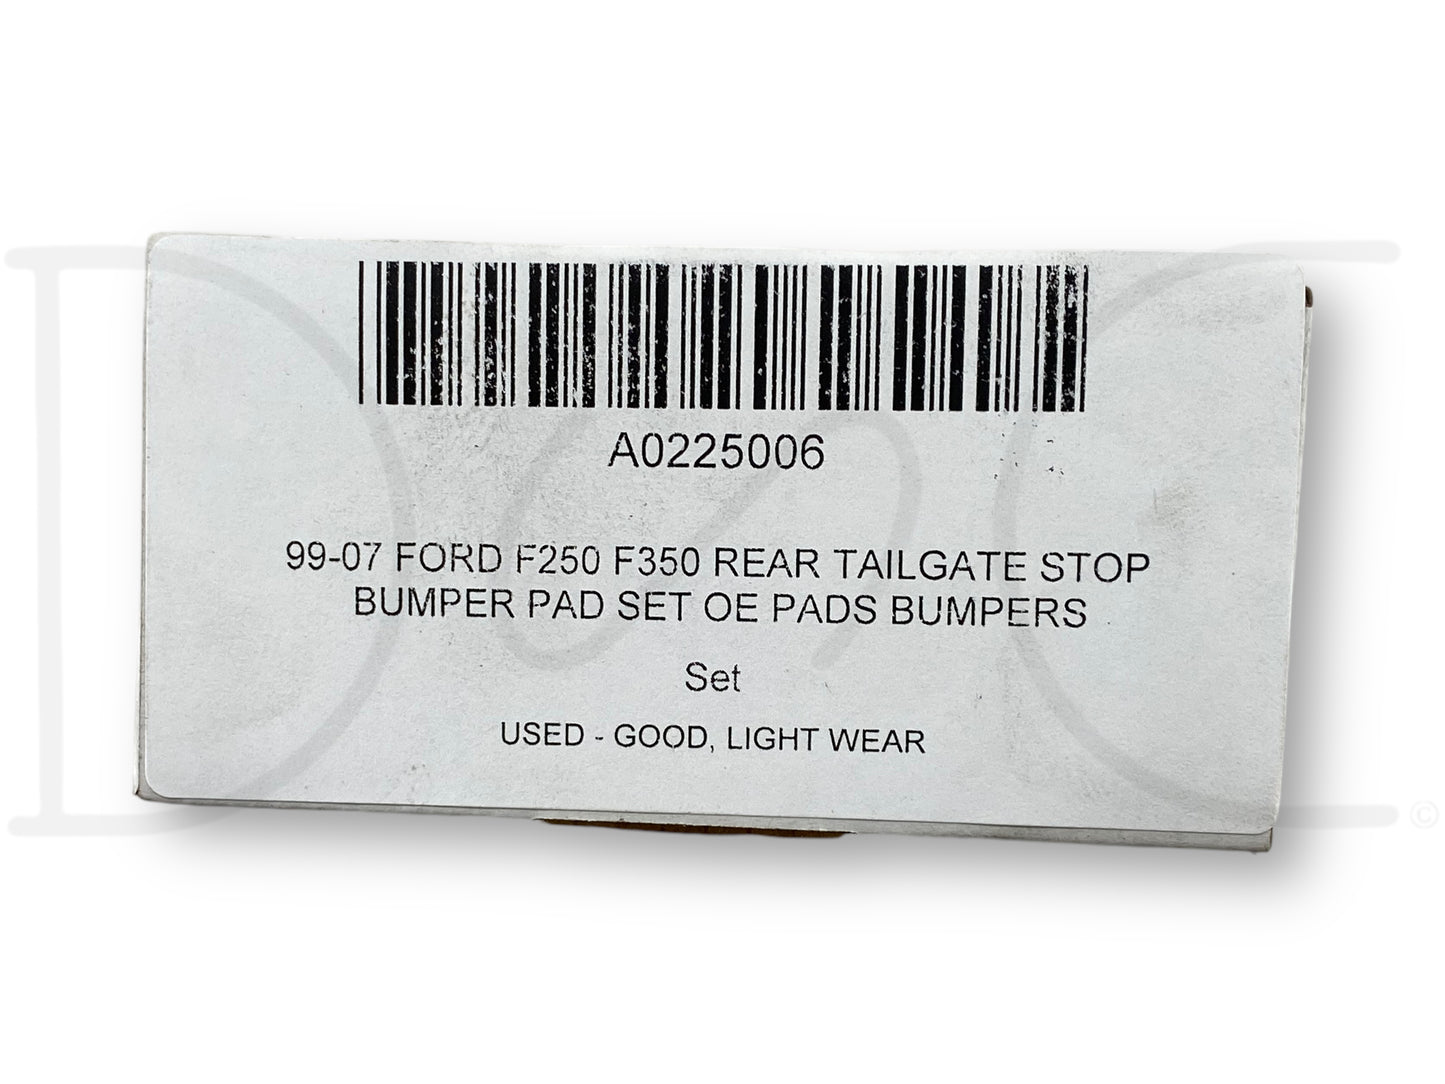 A0225006
99-07 FORD F250 F350 REAR TAILGATE STOP
BUMPER PAD SET OE PADS BUMPERS
Set
USED - GOOD, LIGHT WEAR
©